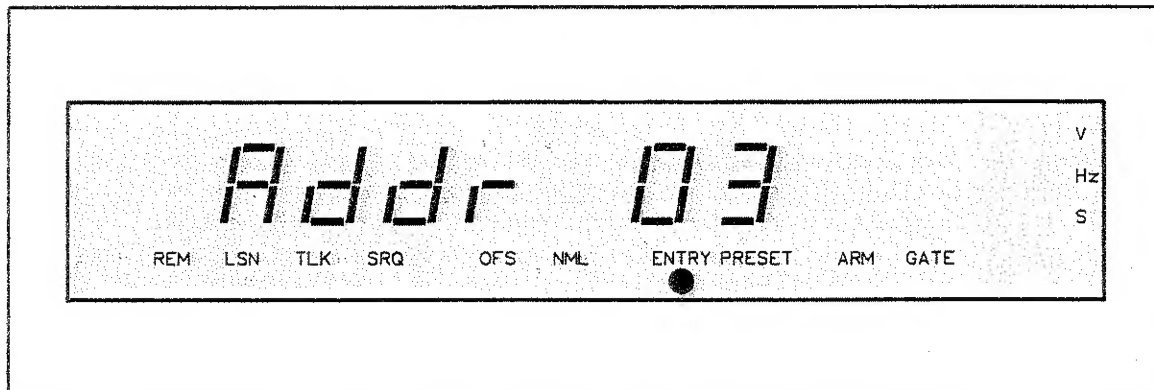 Addr 03
V
Hz
S
REM LSN TLK SRQ OFS NML ENTRY PRESET ARM GATE